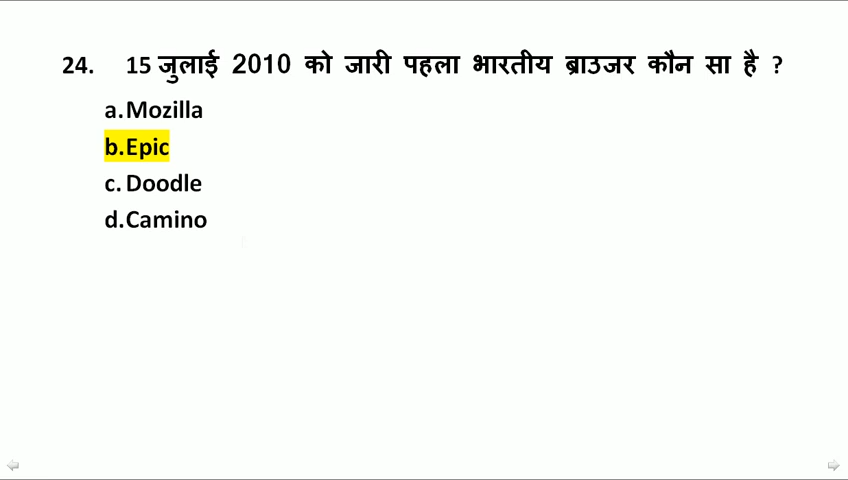 24. 15 जुलाई 2010 को जारी पहला भारतीय ब्राउजर कौन सा है ?
a.Mozilla
b.Epic
c. Doodle
d.Camino